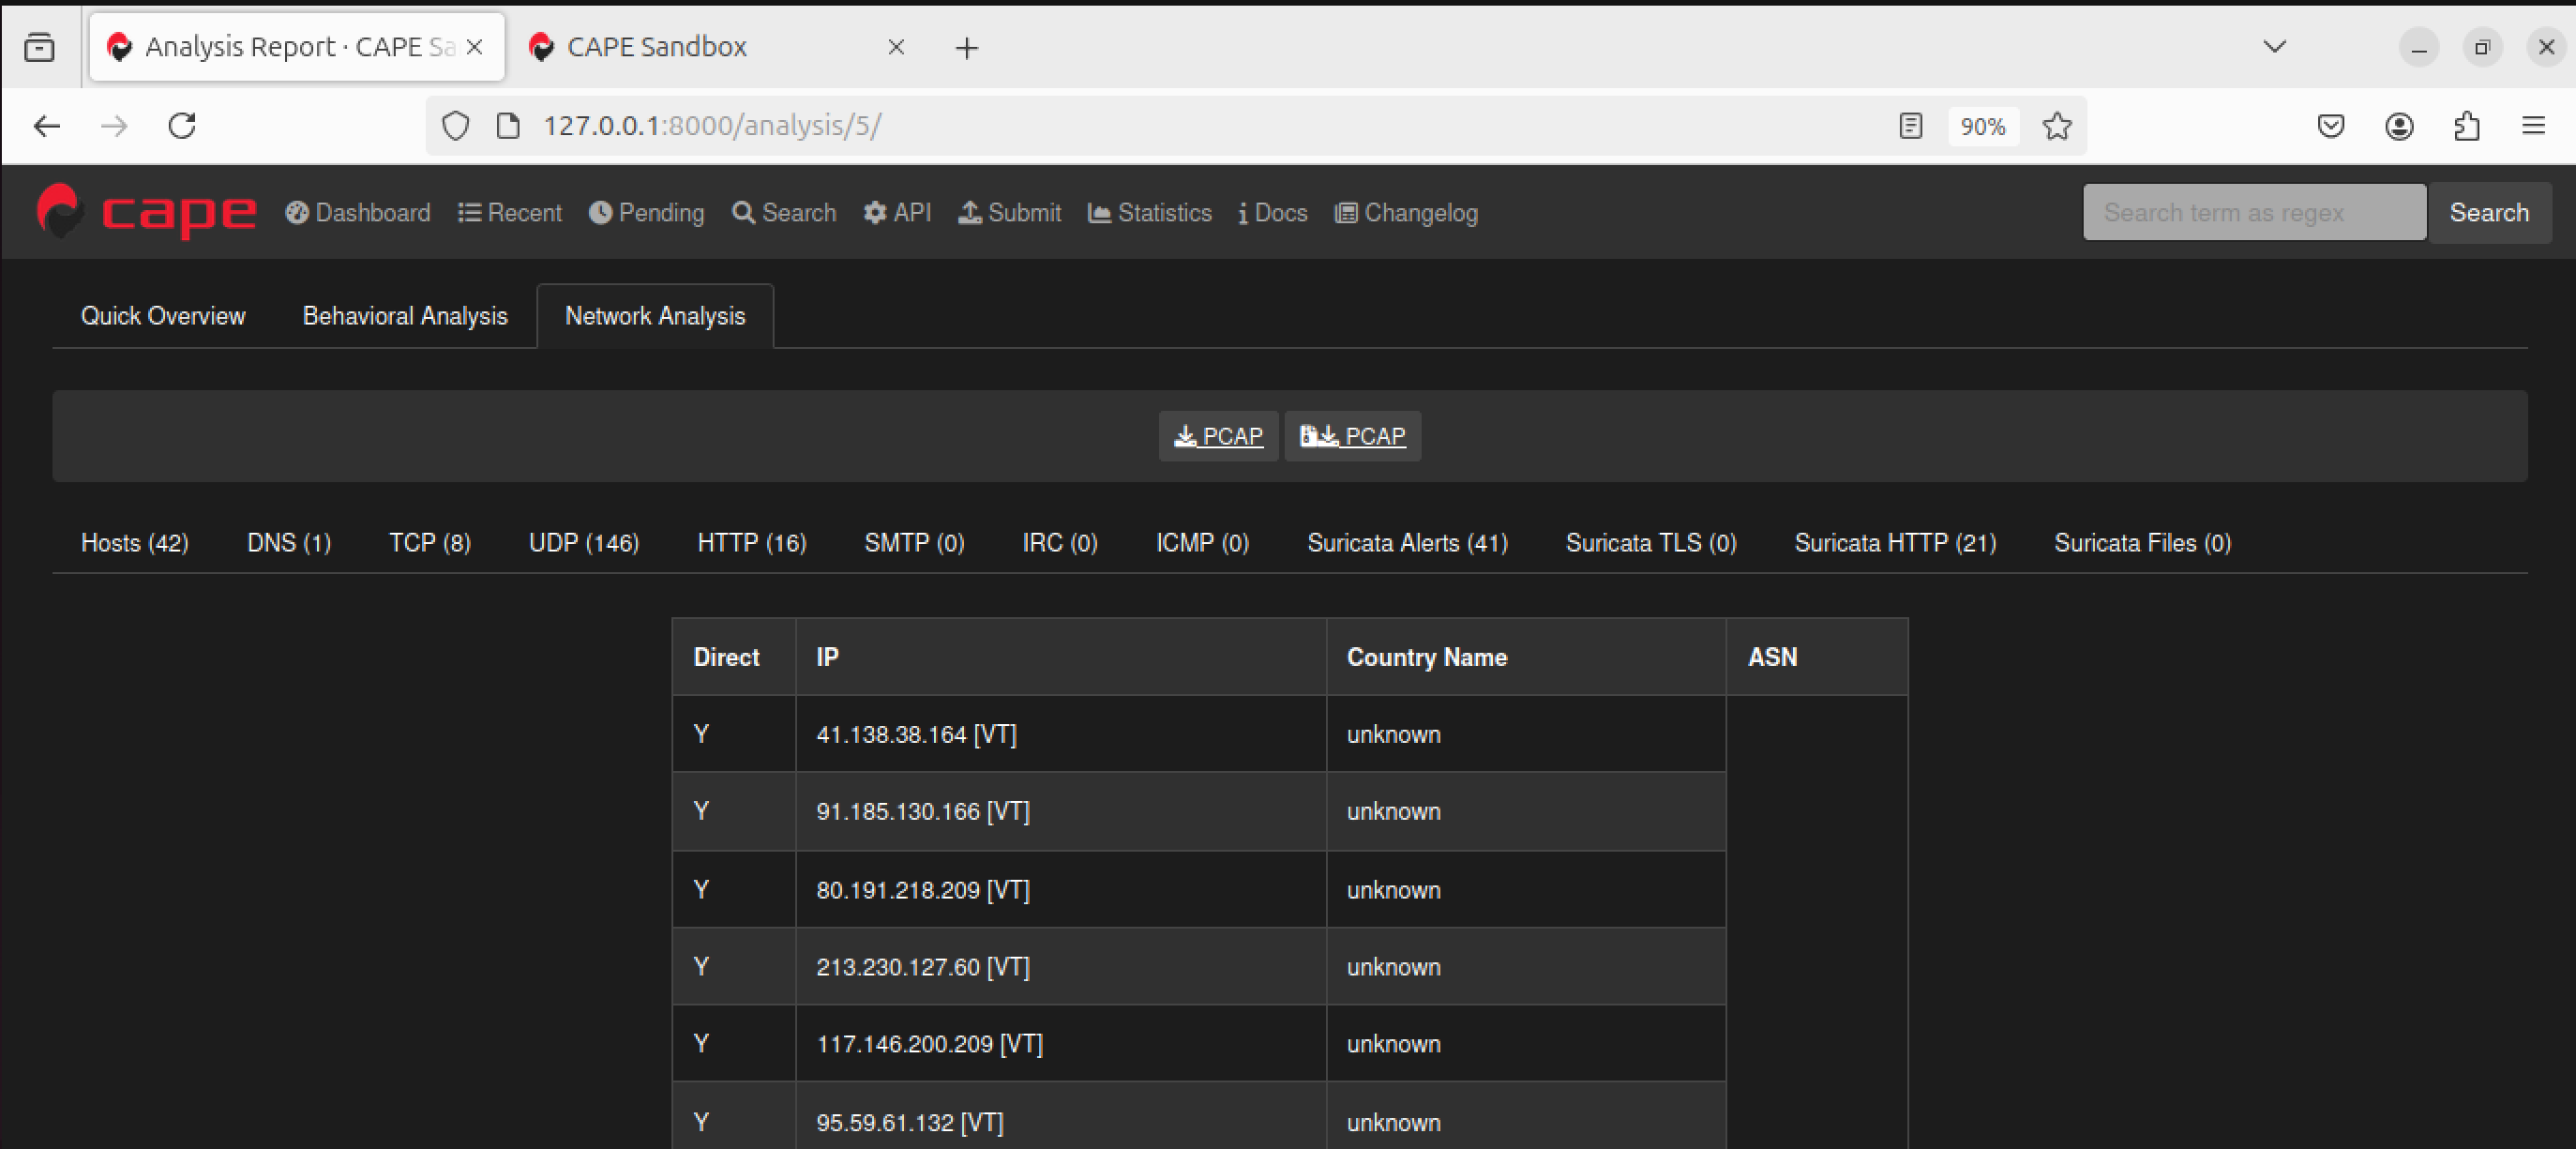 Analysis Report · CAPE Sa
CAPE Sandbox
127.0.0.1:8000/analysis/5/
90%
cape
Dashboard
Recent
Pending
Search
API
Submit
Statistics
Docs
Changelog
Search term as regex
Search
Quick Overview
Behavioral Analysis
Network Analysis
PCAP
PCAP
Hosts (42)
DNS (1)
TCP (8)
UDP (146)
HTTP (16)
SMTP (0)
IRC (0)
ICMP (0)
Suricata Alerts (41)
Suricata TLS (0)
Suricata HTTP (21)
Suricata Files (0)
Direct IP Country Name ASN
Y 41.138.38.164 [VT] unknown
Y 91.185.130.166 [VT] unknown
Y 80.191.218.209 [VT] unknown
Y 213.230.127.60 [VT] unknown
Y 117.146.200.209 [VT] unknown
Y 95.59.61.132 [VT] unknown